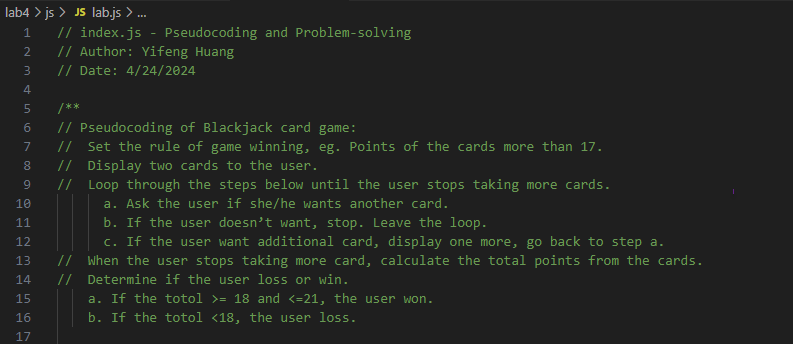 lab4 > js > JS lab.js > ...
1 // index.js - Pseudocoding and Problem-solving
2 // Author: Yifeng Huang
3 // Date: 4/24/2024
4
5 /**
6 // Pseudocoding of Blackjack card game:
7 //  Set the rule of game winning, eg. Points of the cards more than 17.
8 //  Display two cards to the user.
9 //  Loop through the steps below until the user stops taking more cards.
10 a. Ask the user if she/he wants another card.
11 b. If the user doesn’t want, stop. Leave the loop.
12 c. If the user want additional card, display one more, go back to step a.
13 //  When the user stops taking more card, calculate the total points from the cards.
14 //  Determine if the user loss or win.
15 a. If the totol >= 18 and <=21, the user won.
16 b. If the totol <18, the user loss.
17